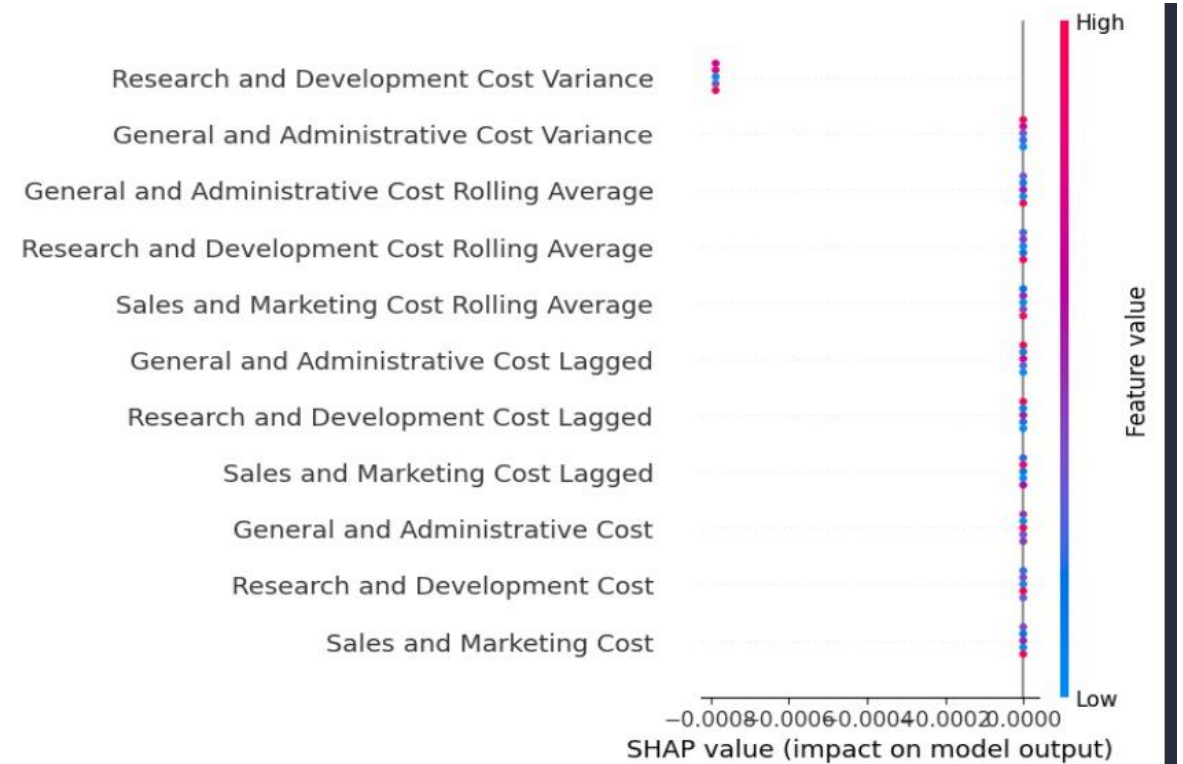 High
Research and Development Cost Variance
General and Administrative Cost Variance
General and Administrative Cost Rolling Average
Research and Development Cost Rolling Average
Sales and Marketing Cost Rolling Average
General and Administrative Cost Lagged
Research and Development Cost Lagged
Sales and Marketing Cost Lagged
General and Administrative Cost
Research and Development Cost
Sales and Marketing Cost
Feature value
Low
−0.0008 −0.0006 −0.0004 −0.0002 0.0000
SHAP value (impact on model output)